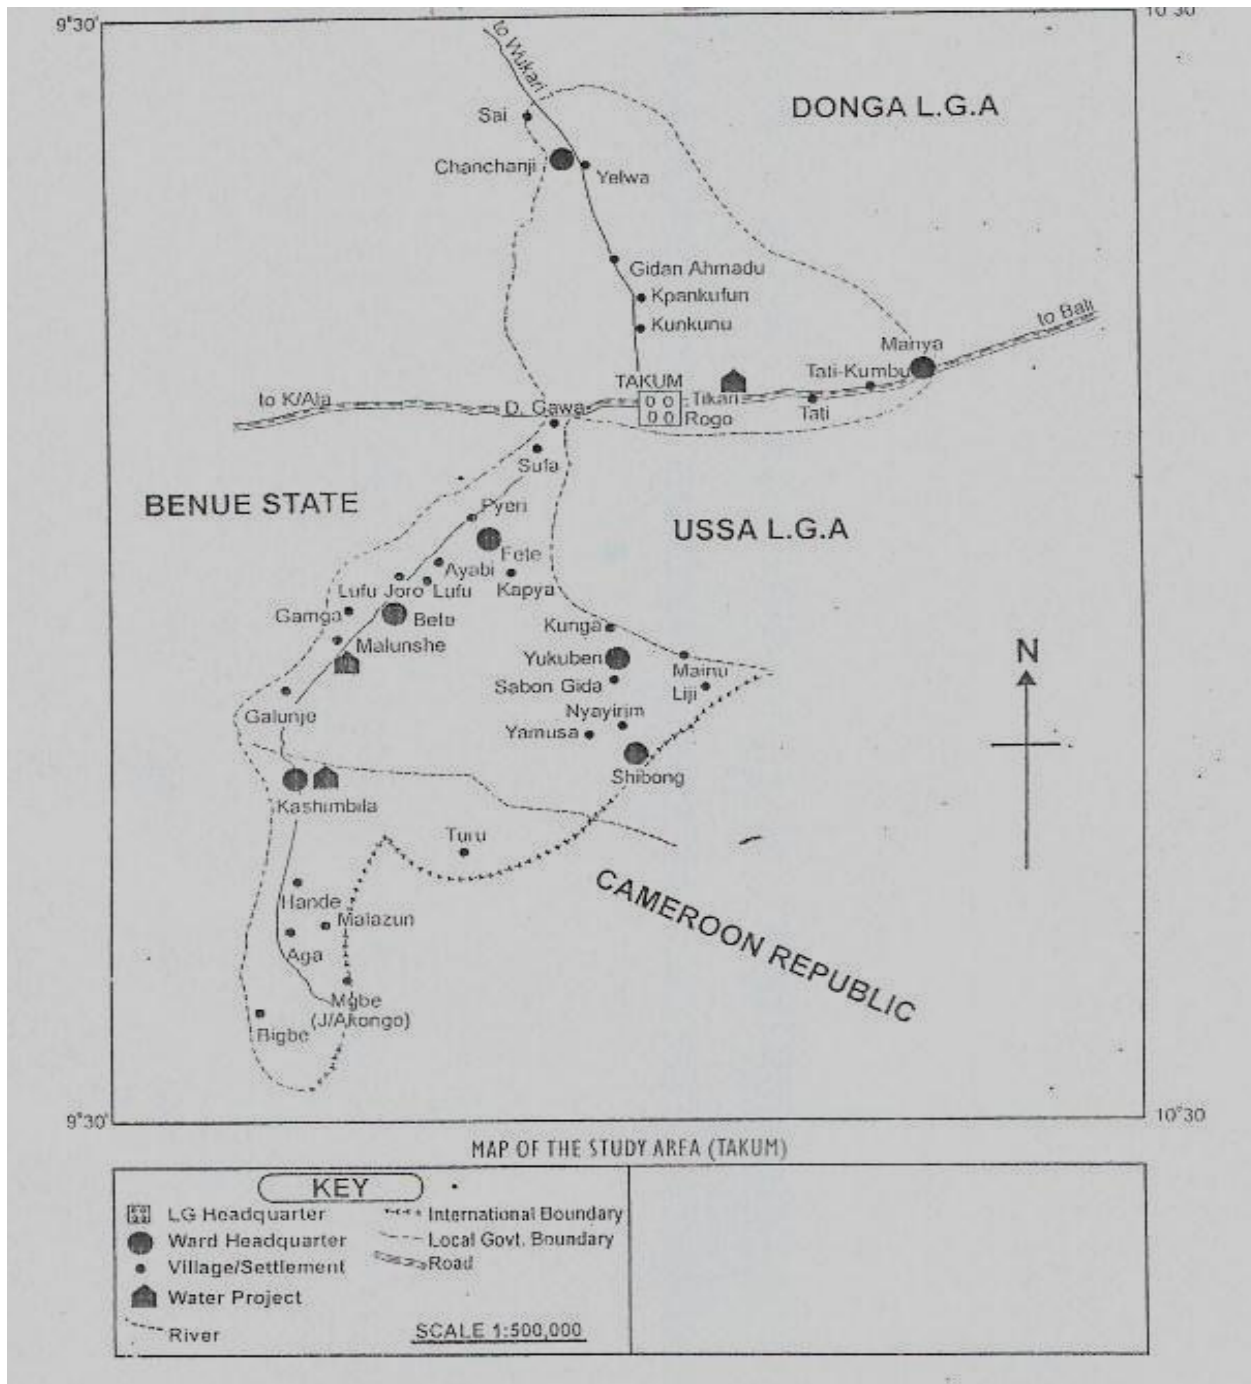 9°30'
10°30
to Wukari
DONGA L.G.A
Sai
Chanchanji
Yelwa
Gidan Ahmadu
Kpankufun
Kunkunu
to Bali
Manya
Tati-Kumbu
TAKUM
to K/Ala
D. Gawa
Tikari
Rogo
Tati
Sufa
BENUE STATE
Pyeri
USSA L.G.A
Fete
Ayabi
Kapya
Lufu Joro
Lufu
Gamga
Bete
Kunga
Malunshe
Yukuben
Mainu
Sabon Gida
Liji
N
Galunje
Nyayirim
Yamusa
Shibong
Kashimbila
Turu
CAMEROON REPUBLIC
Hande
Malazun
Aga
Mgbe
(J/Akongo)
Bigbe
9°30'
10°30
MAP OF THE STUDY AREA (TAKUM)
KEY
LG Headquarter
International Boundary
Ward Headquarter
Local Govt. Boundary
Village/Settlement
Road
Water Project
River
SCALE 1:500,000